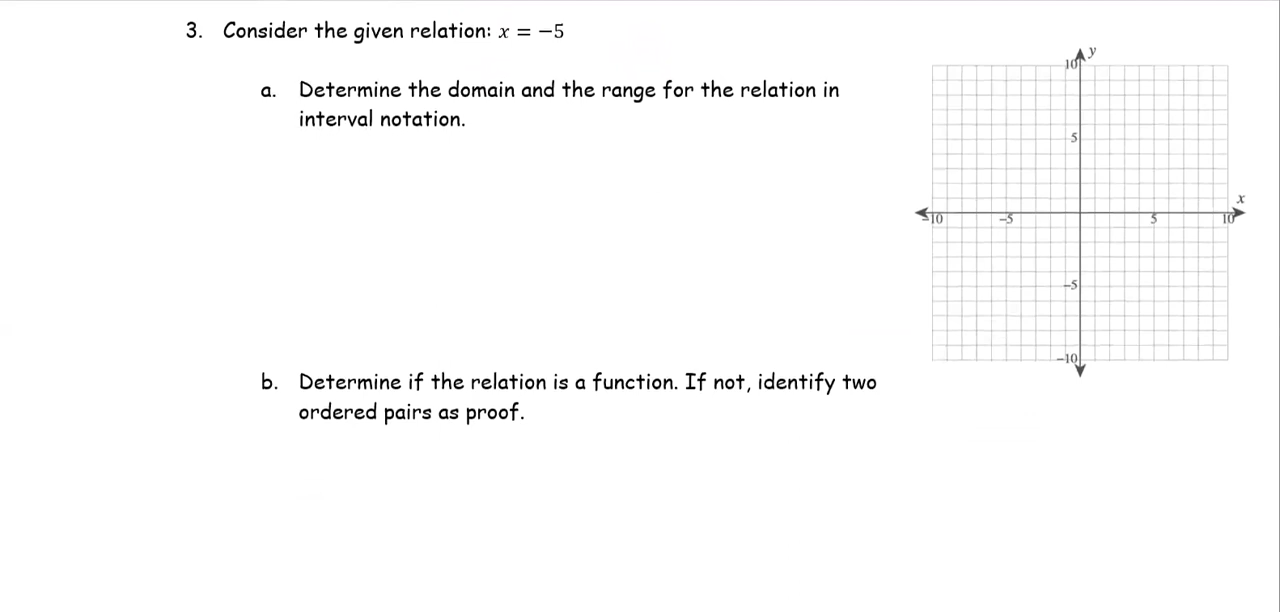 3. Consider the given relation: x = −5
a. Determine the domain and the range for the relation in
interval notation.
y
10
5
x
−10 −5 5 10
−5
−10
b. Determine if the relation is a function. If not, identify two
ordered pairs as proof.